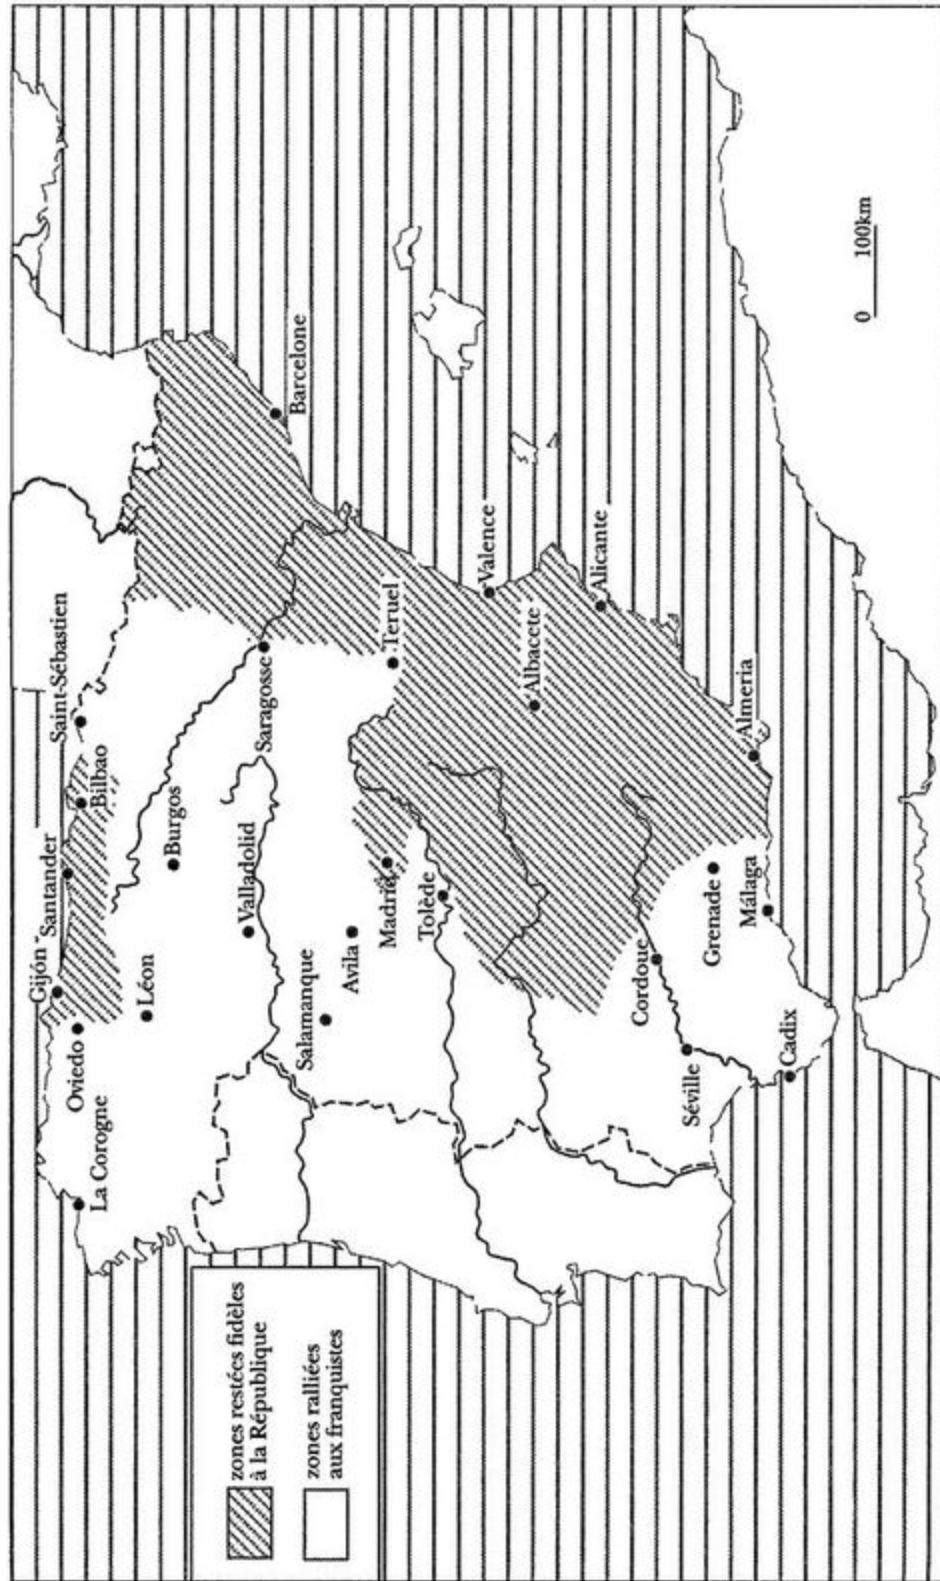 La Corogne
Oviedo
Gijón
Santander
Bilbao
Saint-Sébastien
Léon
Burgos
Valladolid
Saragosse
Barcelone
Salamanque
Avila
Madrid
Teruel
Tolède
Valence
Albacete
Alicante
Cordoue
Séville
Grenade
Málaga
Almeria
Cadix
zones restées fidèles
à la République
zones ralliées
aux franquistes
0 100km